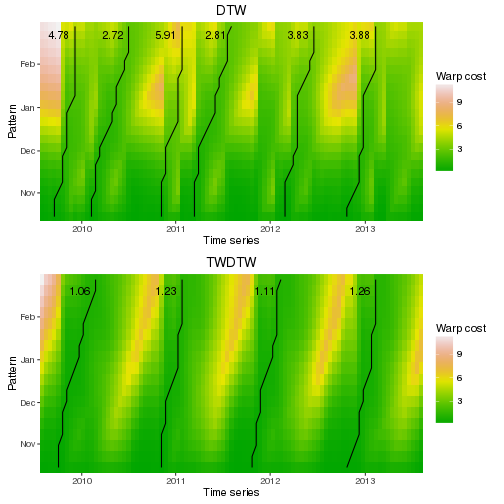 DTW
4.78 2.72 5.91 2.81 3.83 3.88
Feb
Jan
Dec
Nov
Pattern
2010 2011 2012 2013
Time series
Warp cost
9
6
3
TWDTW
1.06 1.23 1.11 1.26
Feb
Jan
Dec
Nov
Pattern
2010 2011 2012 2013
Time series
Warp cost
9
6
3